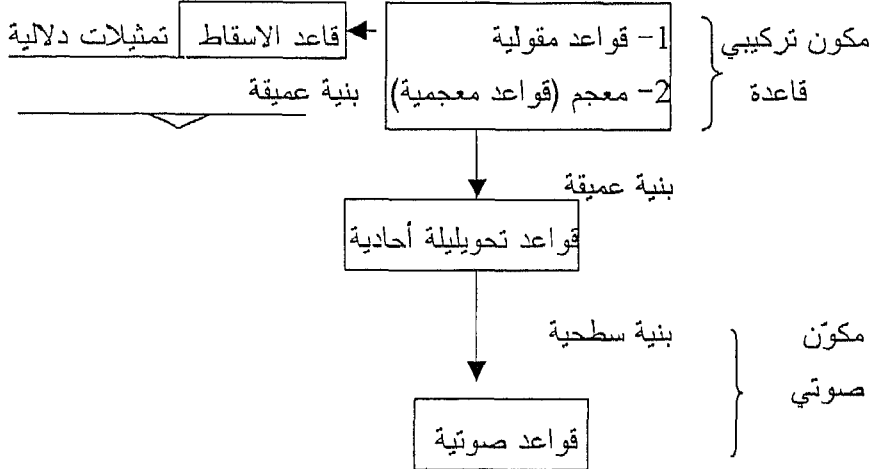 مكون تركيبي 1- قواعد مقولية قاعد الاسقاط تمثيلات دلالية
قاعدة 2- معجم (قواعد معجمية) بنية عميقة
بنية عميقة
قواعد تحويليلة أحادية
مكوّن بنية سطحية
صوتي
قواعد صوتية